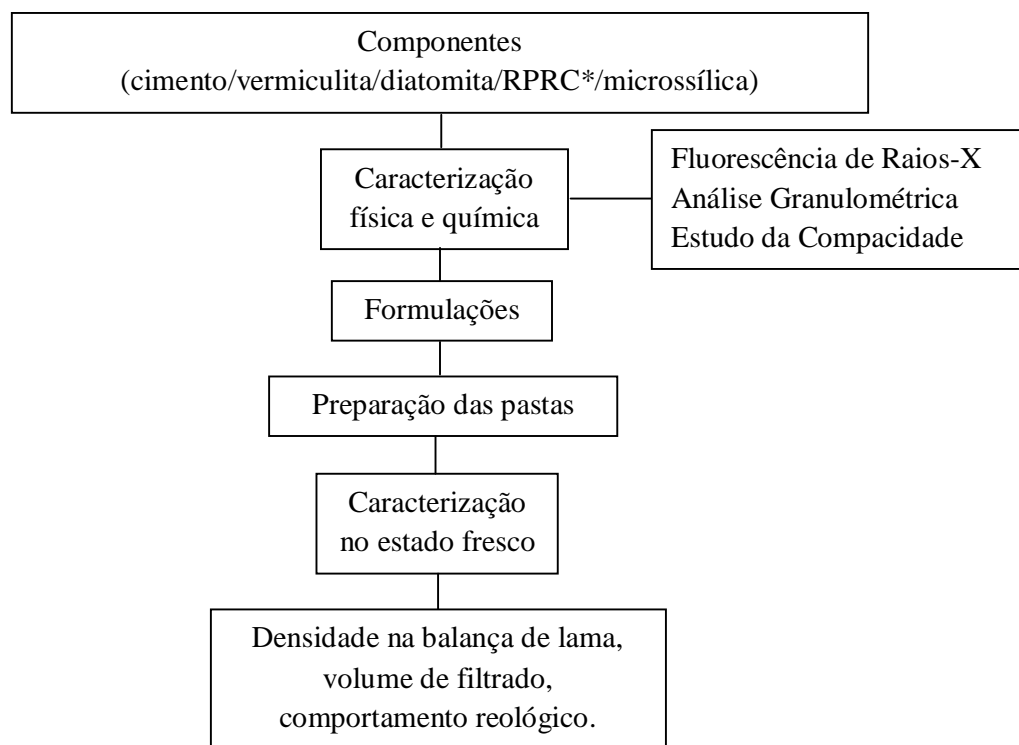 Componentes
(cimento/vermiculita/diatomita/RPRC*/microssílica)
Caracterização
física e química
Fluorescência de Raios-X
Análise Granulométrica
Estudo da Compacidade
Formulações
Preparação das pastas
Caracterização
no estado fresco
Densidade na balança de lama,
volume de filtrado,
comportamento reológico.